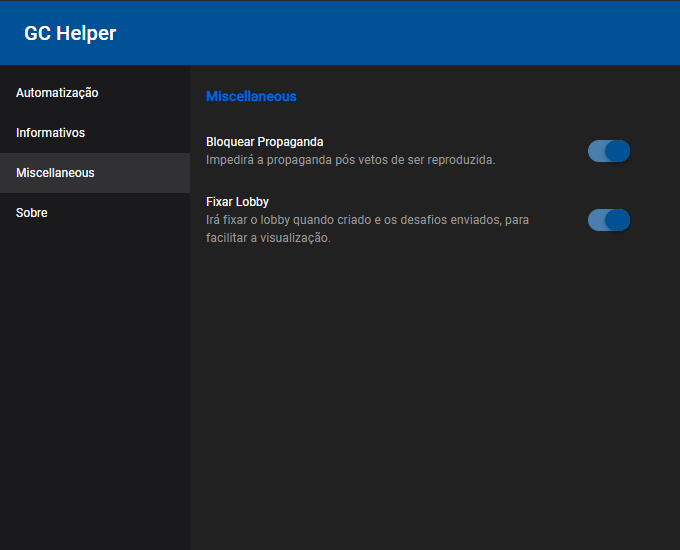 GC Helper
Automatização
Informativos
Miscellaneous
Sobre
Miscellaneous
Bloquear Propaganda
Impedirá a propaganda pós vetos de ser reproduzida.
Fixar Lobby
Irá fixar o lobby quando criado e os desafios enviados, para
facilitar a visualização.